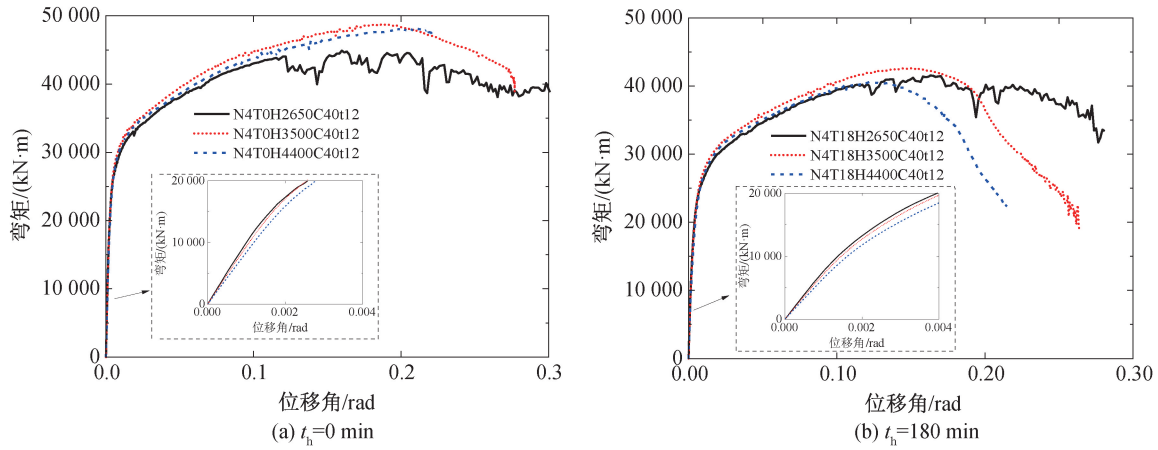 50 000
40 000
30 000
20 000
10 000
0
弯矩/(kN·m)
N4T0H2650C40t12
N4T0H3500C40t12
N4T0H4400C40t12
20 000
10 000
0
弯矩/(kN·m)
0.000
0.002
0.004
位移角/rad
0.0
0.1
0.2
0.3
位移角/rad
(a) th=0 min
50 000
40 000
30 000
20 000
10 000
0
弯矩/(kN·m)
N4T18H2650C40t12
N4T18H3500C40t12
N4T18H4400C40t12
20 000
10 000
0
弯矩/(kN·m)
0.000
0.002
0.004
位移角/rad
0.00
0.10
0.20
0.30
位移角/rad
(b) th=180 min